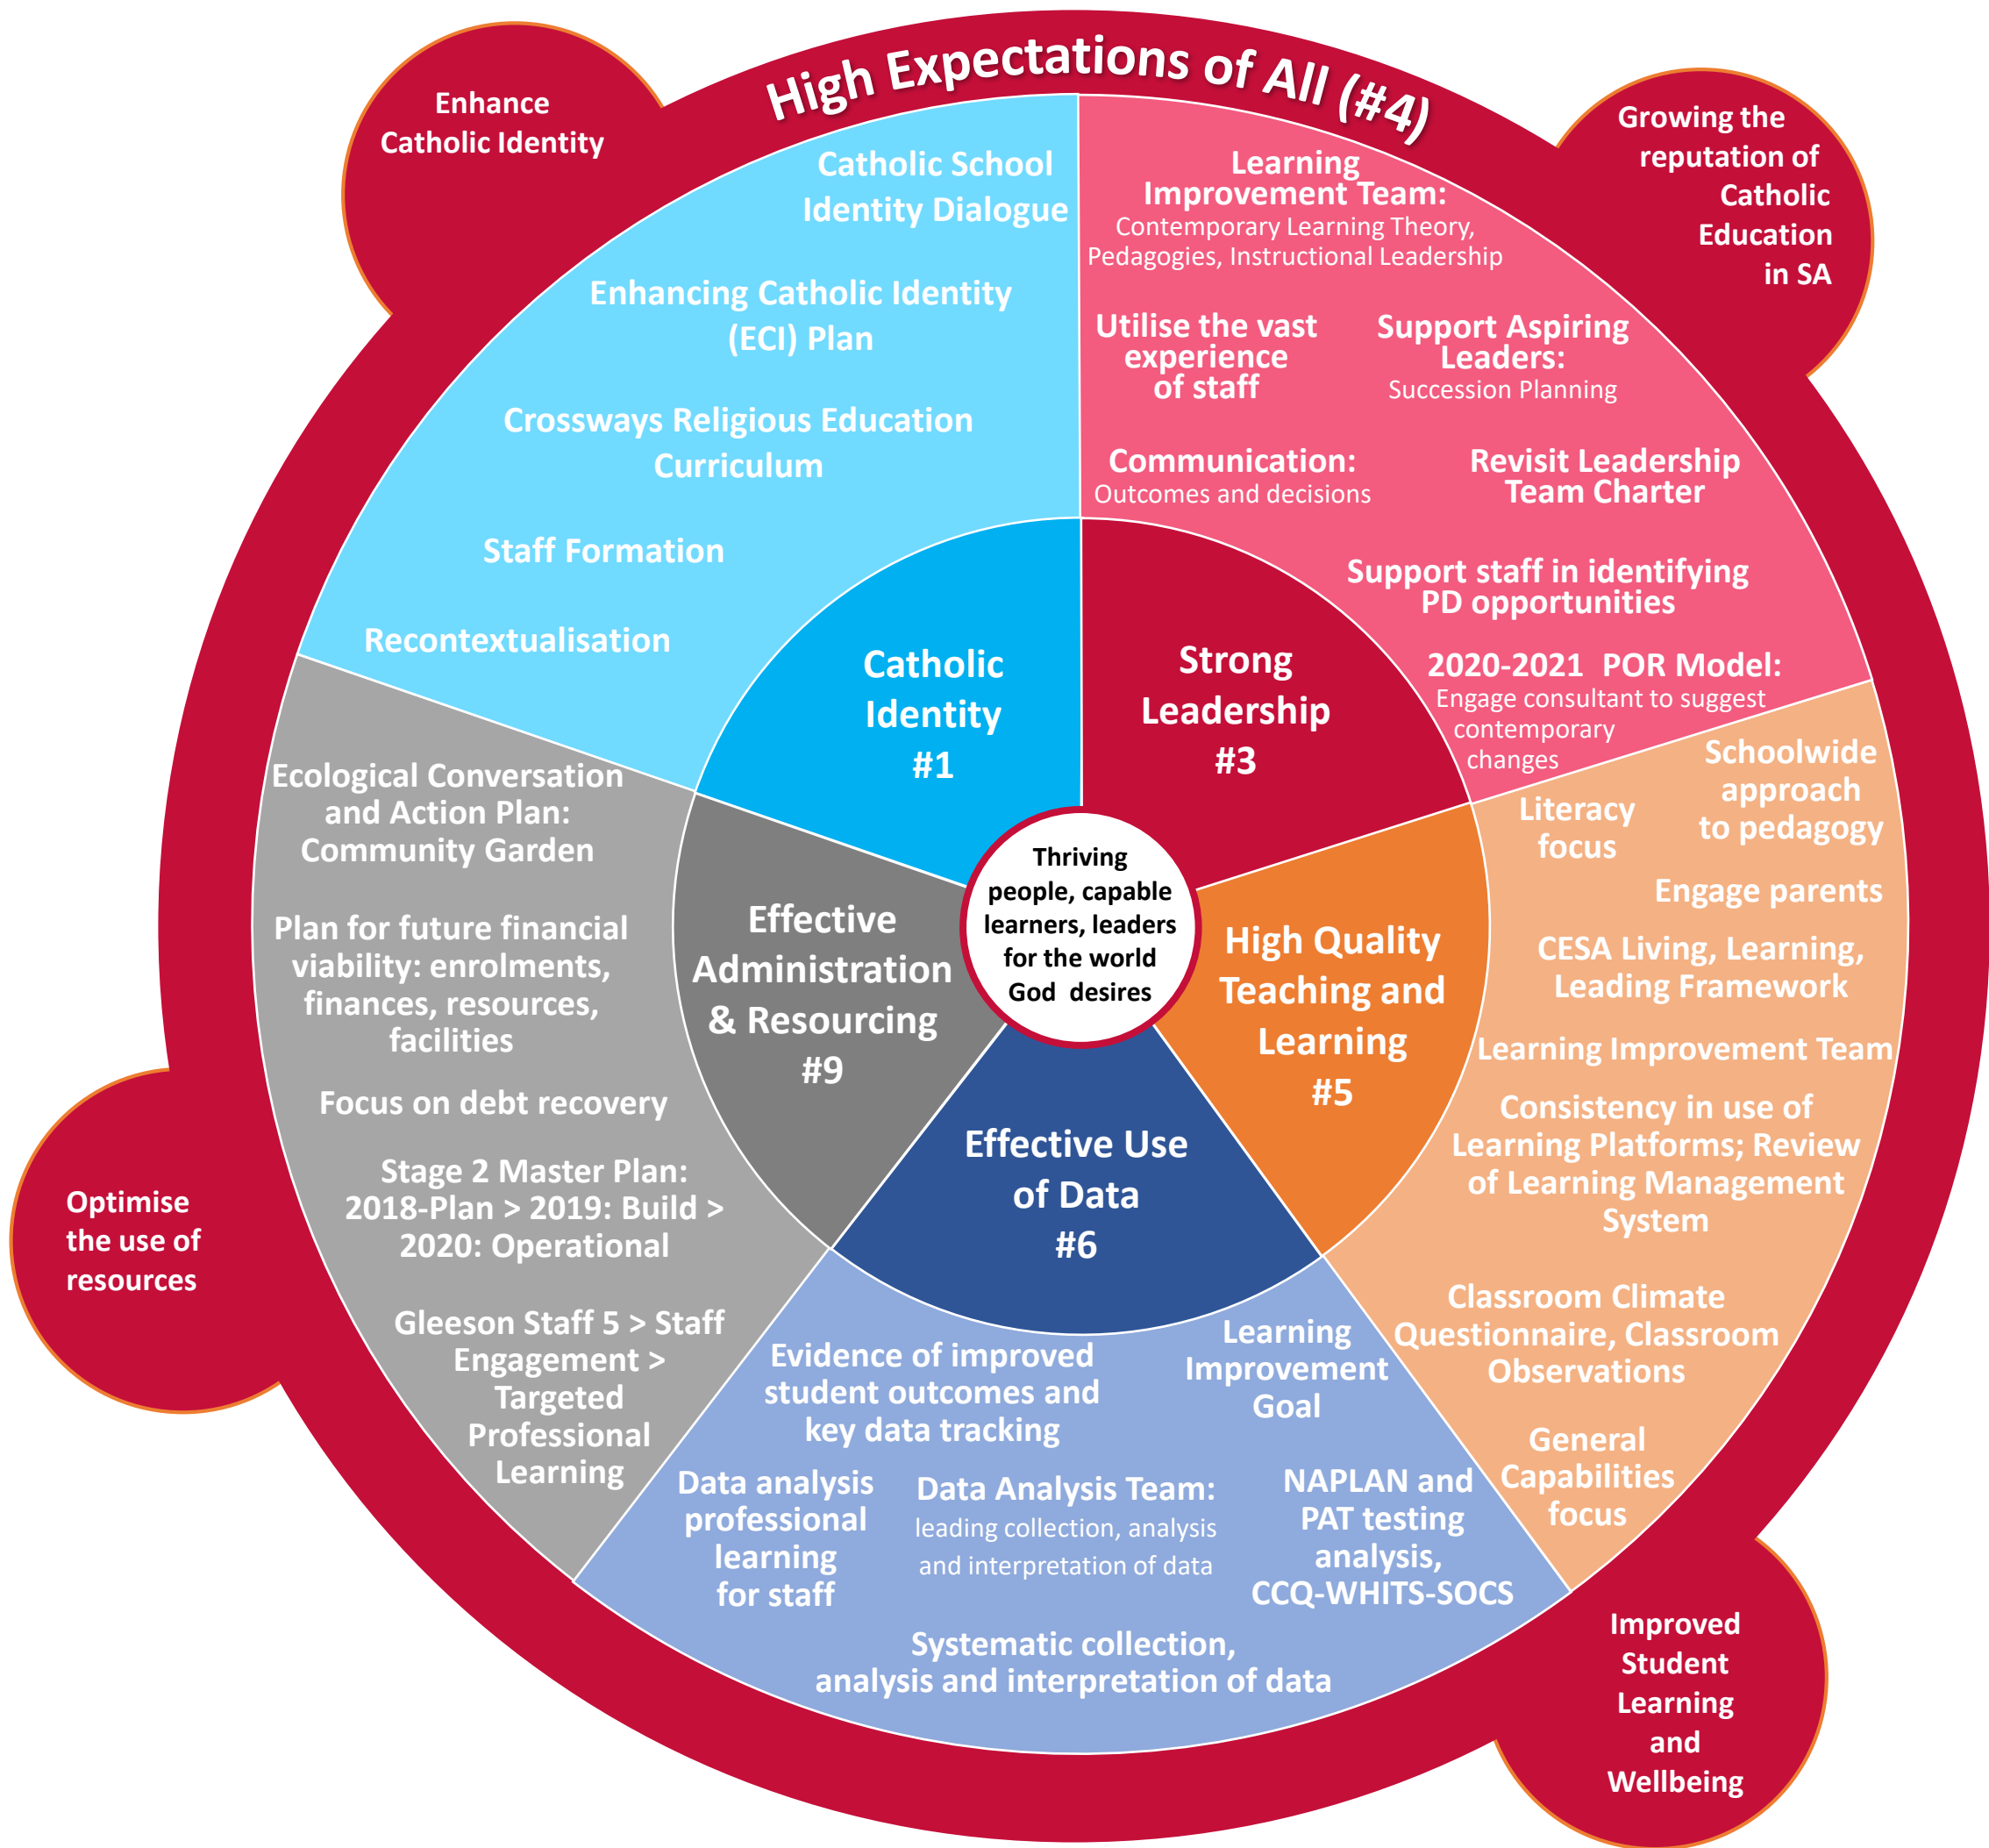 High Expectations of All (#4)
Enhance
Catholic Identity
Growing the
reputation of
Catholic
Education
in SA
Catholic School
Identity Dialogue
Enhancing Catholic Identity
(ECI) Plan
Crossways Religious Education
Curriculum
Staff Formation
Recontextualisation
Learning
Improvement Team:
Contemporary Learning Theory,
Pedagogies, Instructional Leadership
Utilise the vast
experience
of staff
Support Aspiring
Leaders:
Succession Planning
Communication:
Outcomes and decisions
Revisit Leadership
Team Charter
Support staff in identifying
PD opportunities
2020-2021 POR Model:
Engage consultant to suggest
contemporary
changes
Catholic
Identity
#1
Strong
Leadership
#3
Thriving
people, capable
learners, leaders
for the world
God desires
Effective
Administration
& Resourcing
#9
High Quality
Teaching and
Learning
#5
Effective Use
of Data
#6
Ecological Conversation
and Action Plan:
Community Garden
Plan for future financial
viability: enrolments,
finances, resources,
facilities
Focus on debt recovery
Stage 2 Master Plan:
2018-Plan > 2019: Build >
2020: Operational
Gleeson Staff 5 > Staff
Engagement >
Targeted
Professional
Learning
Literacy
focus
Schoolwide
approach
to pedagogy
Engage parents
CESA Living, Learning,
Leading Framework
Learning Improvement Team
Consistency in use of
Learning Platforms; Review
of Learning Management
System
Classroom Climate
Questionnaire, Classroom
Observations
General
Capabilities
focus
Evidence of improved
student outcomes and
key data tracking
Learning
Improvement
Goal
Data analysis
professional
learning
for staff
Data Analysis Team:
leading collection, analysis
and interpretation of data
NAPLAN and
PAT testing
analysis,
CCQ-WHITS-SOCS
Systematic collection,
analysis and interpretation of data
Optimise
the use of
resources
Improved
Student
Learning
and
Wellbeing